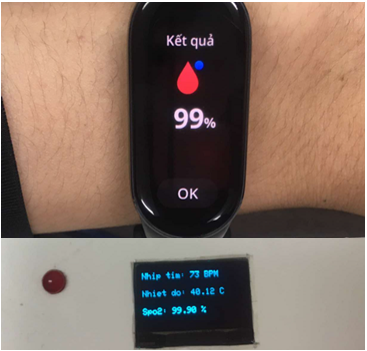 Kết quả
99%
OK
Nhip tim: 73 BPM
Nhiet do: 40.12 C
Spo2: 99.90 %